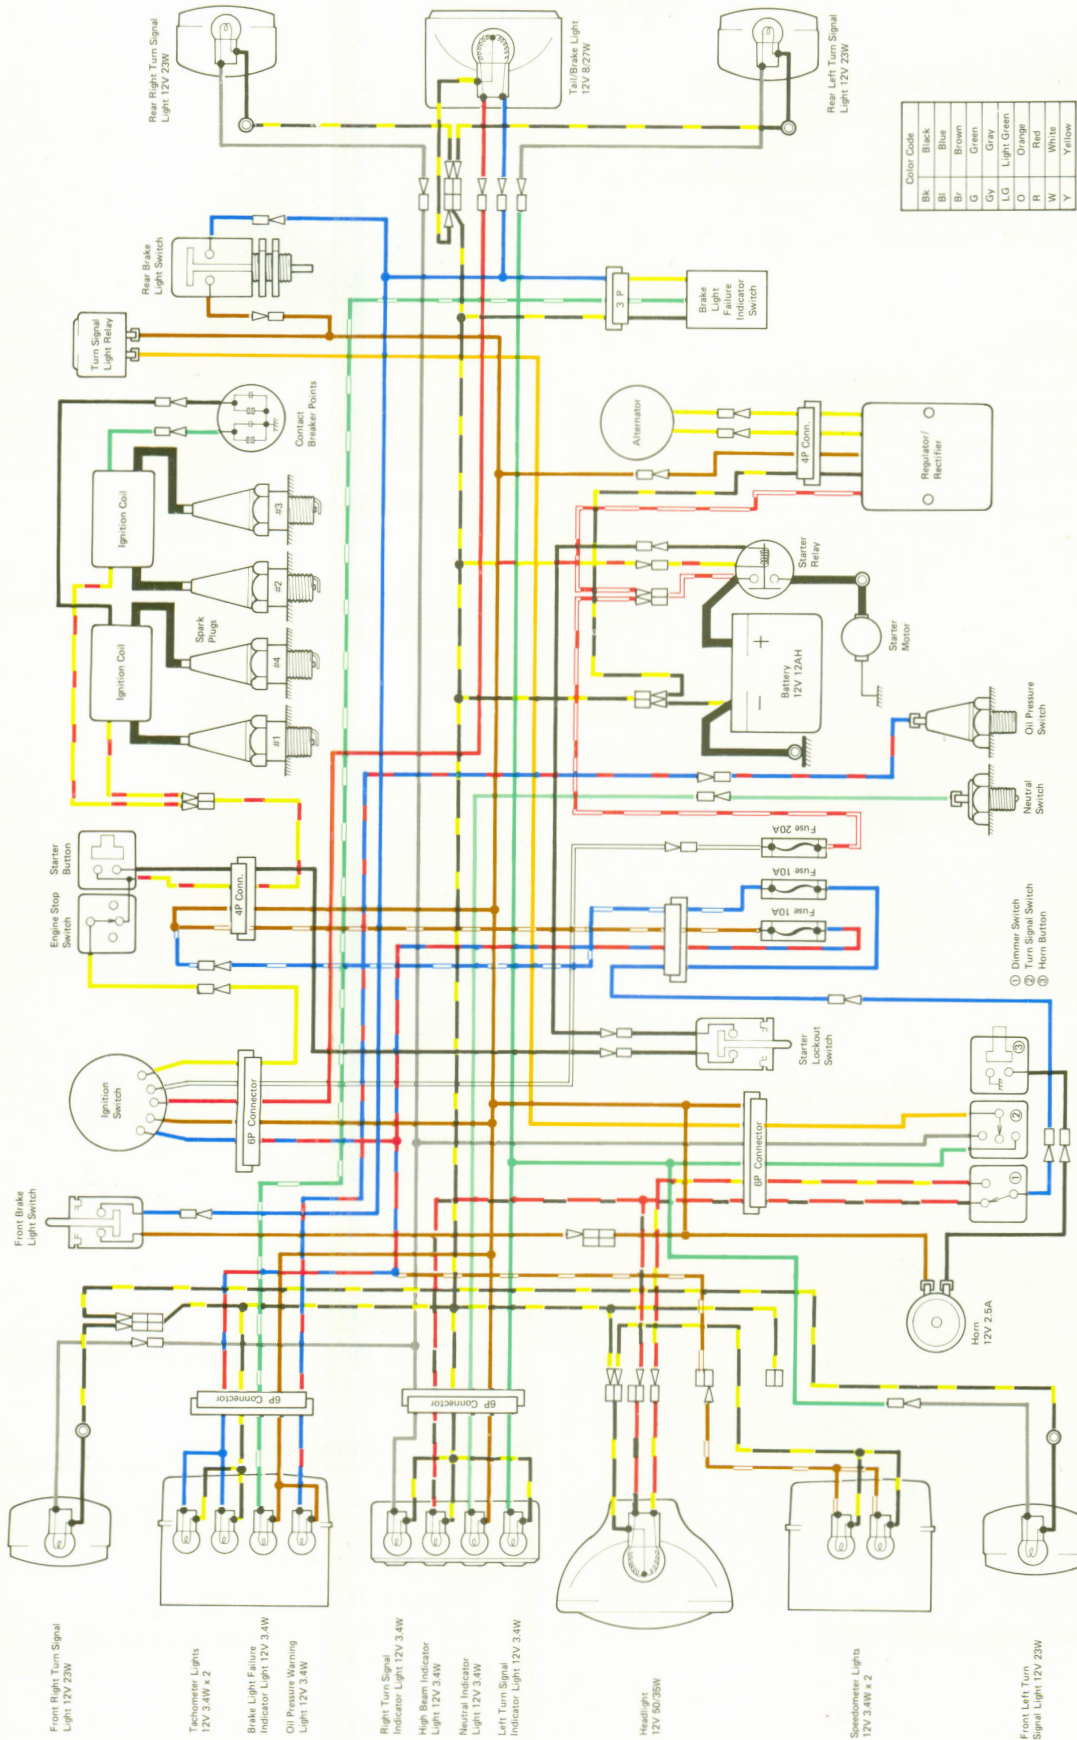 Rear Right Turn Signal
Light 12V 23W
Tail/Brake Light
12V 8/27W
Rear Left Turn Signal
Light 12V 23W
Color Code
Bk Black
Bl Blue
Br Brown
G Green
Gy Gray
LG Light Green
O Orange
R Red
W White
Y Yellow
Rear Brake
Light Switch
Turn Signal
Light Relay
3 P
Brake
Light
Failure
Indicator
Switch
Contact
Breaker Points
Ignition Coil
Ignition Coil
Spark
Plugs
#3
#2
#4
#1
Alternator
4P Conn.
Regulator/
Rectifier
Starter
Relay
Battery
12V 12AH
Starter
Motor
Oil Pressure
Switch
Neutral
Switch
Starter
Button
Engine Stop
Switch
4P Conn.
Fuse 20A
Fuse 10A
Fuse 10A
① Dimmer Switch
② Turn Signal Switch
③ Horn Button
Ignition
Switch
6P Connector
Starter
Lockout
Switch
6P Connector
③
②
①
Front Brake
Light Switch
Horn
12V 2.5A
6P Connector
6P Connector
Front Right Turn Signal
Light 12V 23W
Tachometer Lights
12V 3.4W x 2
Brake Light Failure
Indicator Light 12V 3.4W
Oil Pressure Warning
Light 12V 3.4W
Right Turn Signal
Indicator Light 12V 3.4W
High Beam Indicator
Light 12V 3.4W
Neutral Indicator
Light 12V 3.4W
Left Turn Signal
Indicator Light 12V 3.4W
Headlight
12V 50/35W
Speedometer Lights
12V 3.4W x 2
Front Left Turn
Signal Light 12V 23W